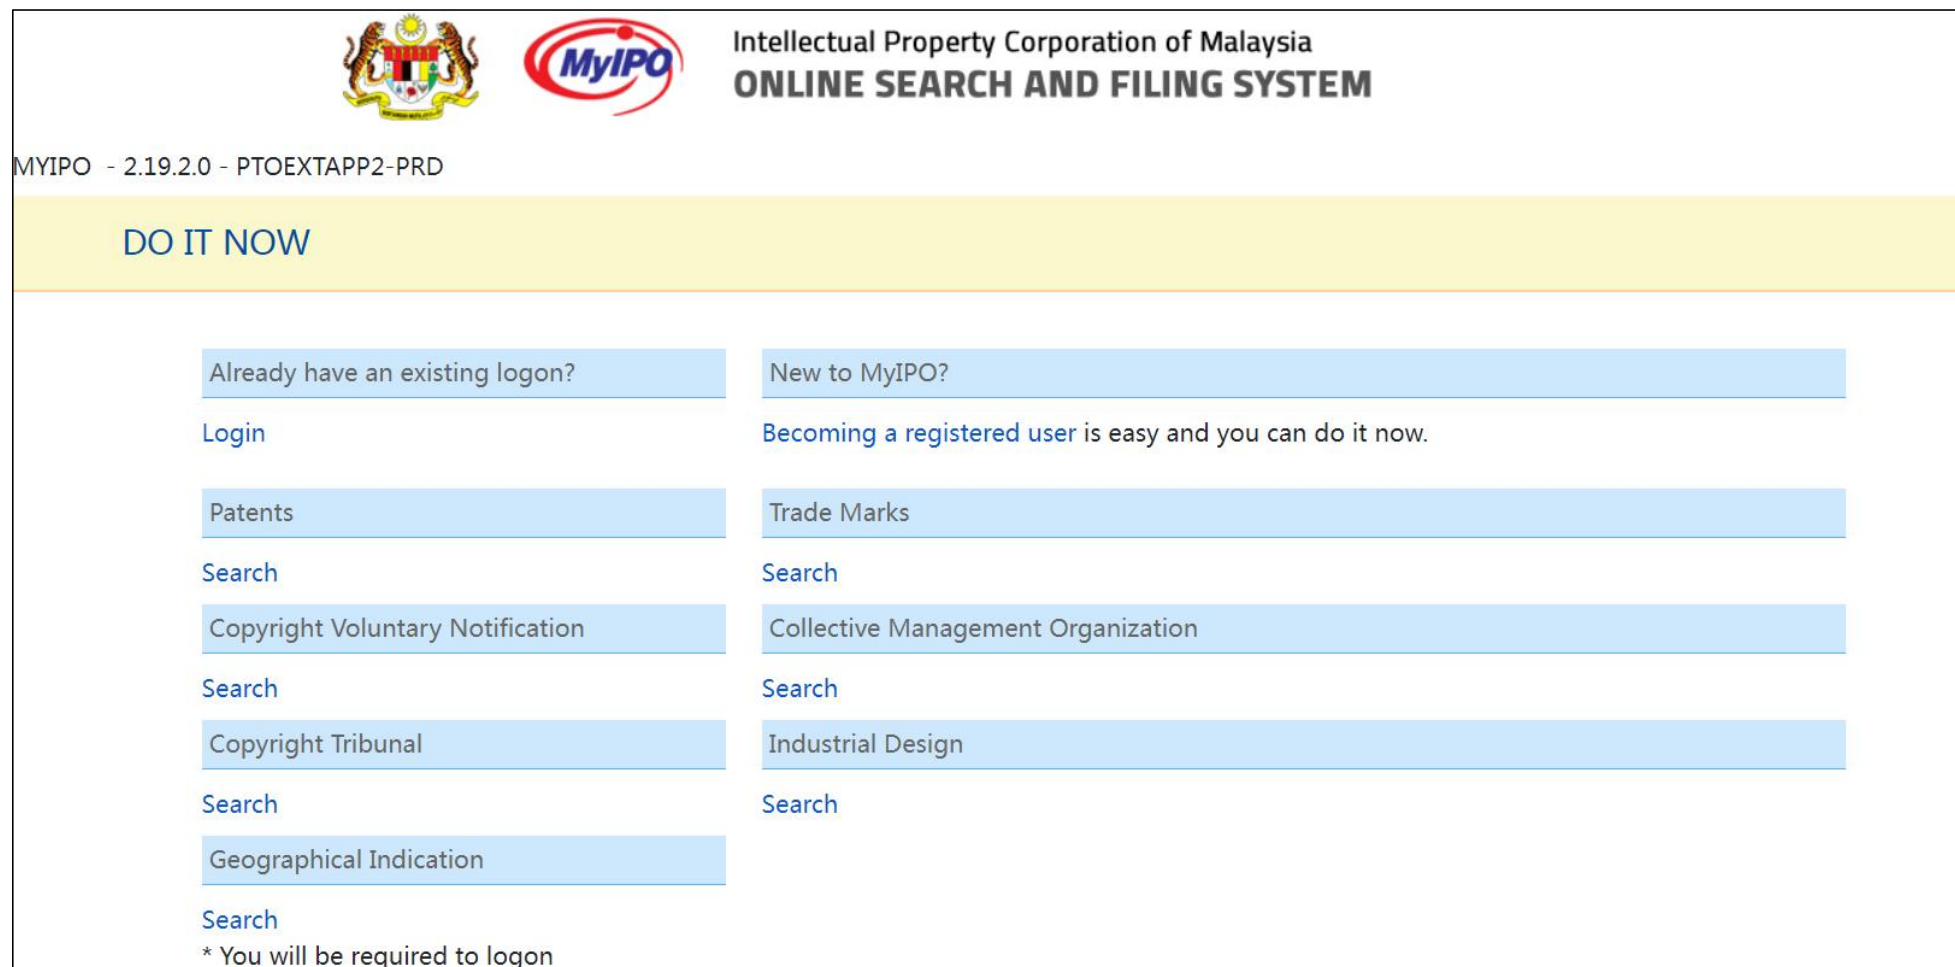 MyIPO
Intellectual Property Corporation of Malaysia
ONLINE SEARCH AND FILING SYSTEM
MYIPO - 2.19.2.0 - PTOEXTAPP2-PRD
DO IT NOW
Already have an existing logon?
New to MyIPO?
Login
Becoming a registered user is easy and you can do it now.
Patents
Trade Marks
Search
Search
Copyright Voluntary Notification
Collective Management Organization
Search
Search
Copyright Tribunal
Industrial Design
Search
Search
Geographical Indication
Search
* You will be required to logon